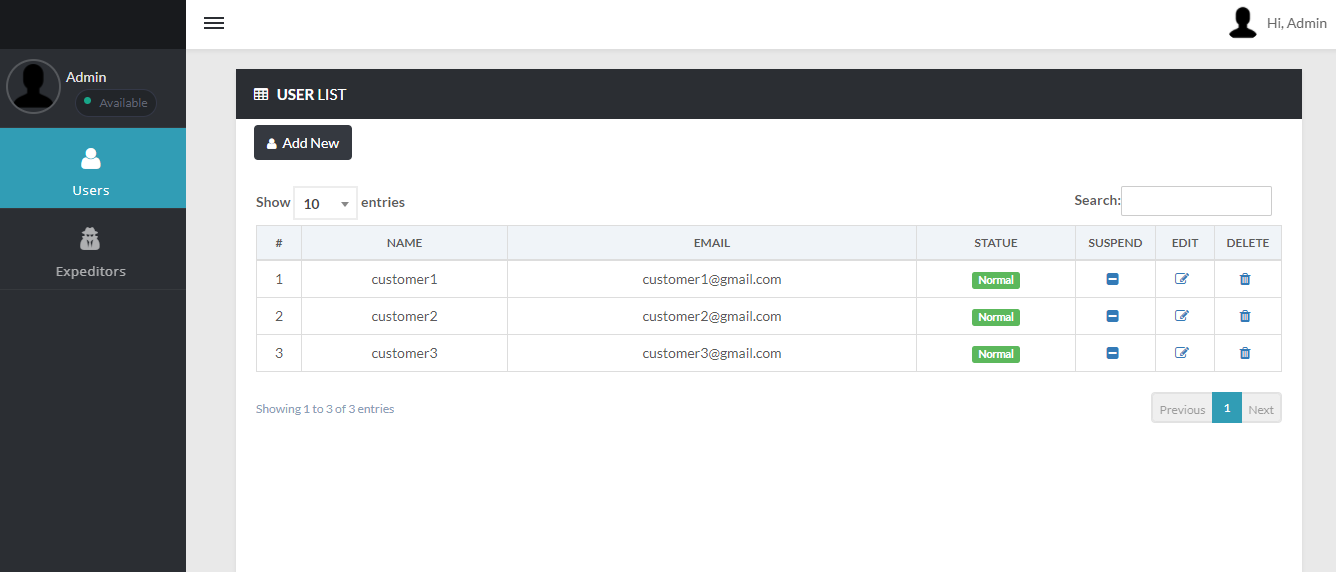 Hi, Admin
Admin
Available
Users
Expeditors
USER LIST
Add New
Show 10 entries
Search:
# NAME EMAIL STATUE SUSPEND EDIT DELETE
1 customer1 customer1@gmail.com Normal
2 customer2 customer2@gmail.com Normal
3 customer3 customer3@gmail.com Normal
Showing 1 to 3 of 3 entries
Previous 1 Next